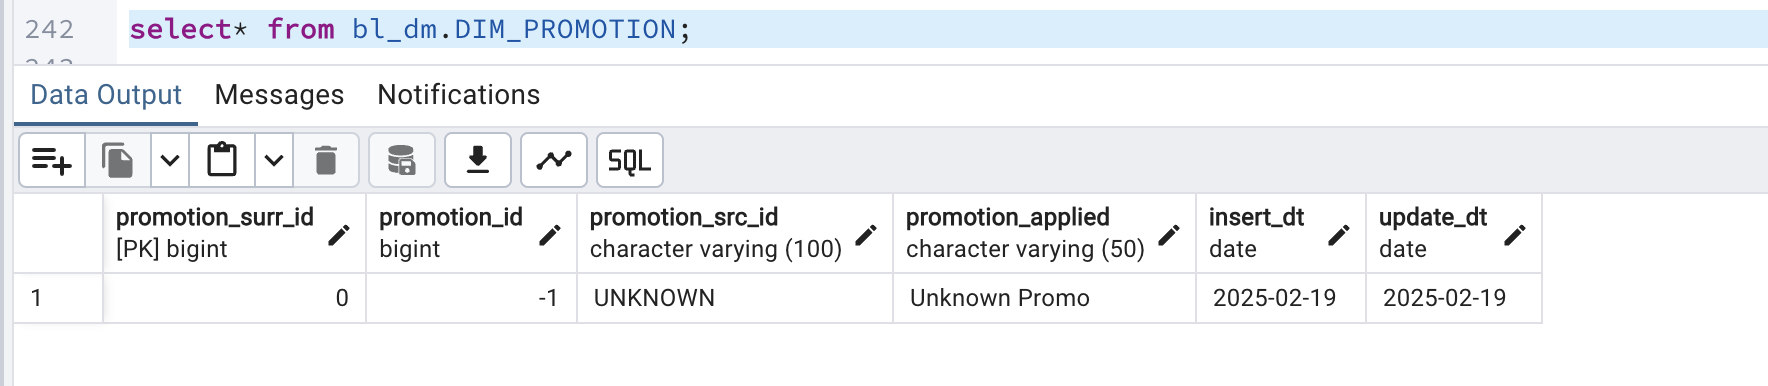 242 select* from bl_dm.DIM_PROMOTION;
Data Output Messages Notifications
SQL
promotion_surr_id promotion_id promotion_src_id promotion_applied insert_dt update_dt
[PK] bigint bigint character varying (100) character varying (50) date date
1 0 -1 UNKNOWN Unknown Promo 2025-02-19 2025-02-19